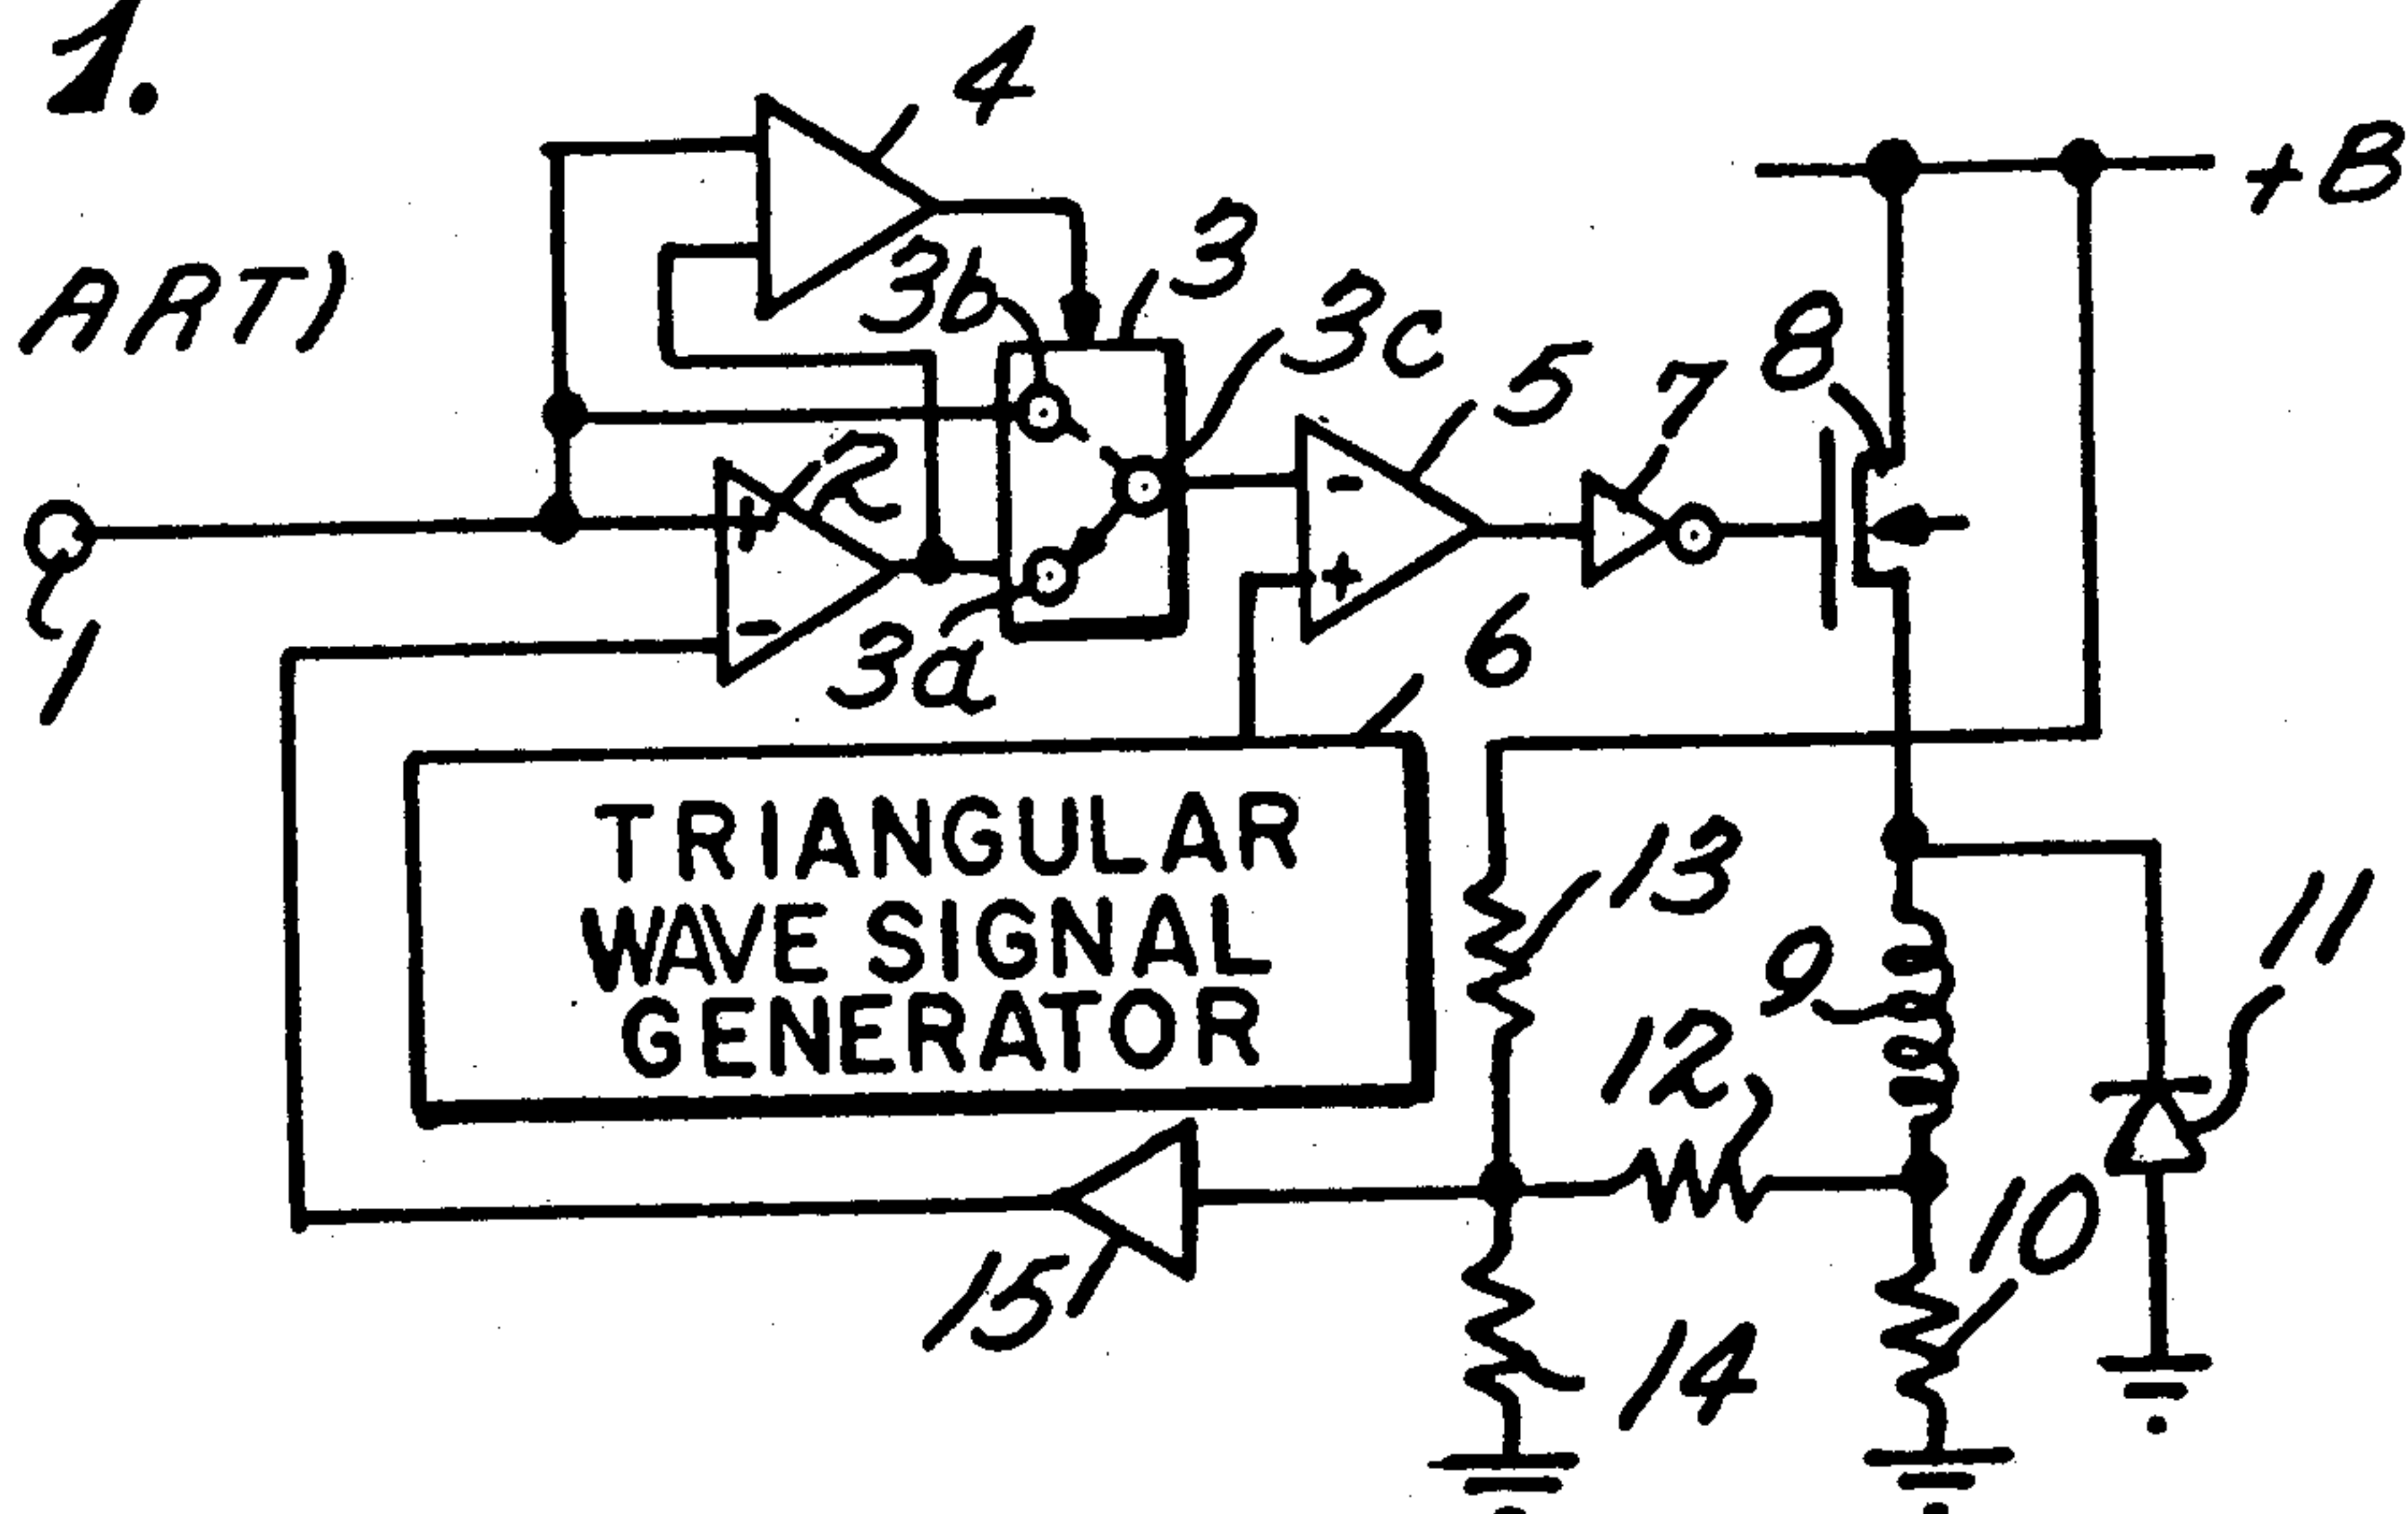 1.
ART)
4
3b
3
3c
5
7
8
+B
2
+
-
-
+
1
3a
6
TRIANGULAR
WAVE SIGNAL
GENERATOR
13
9
11
12
10
15
14